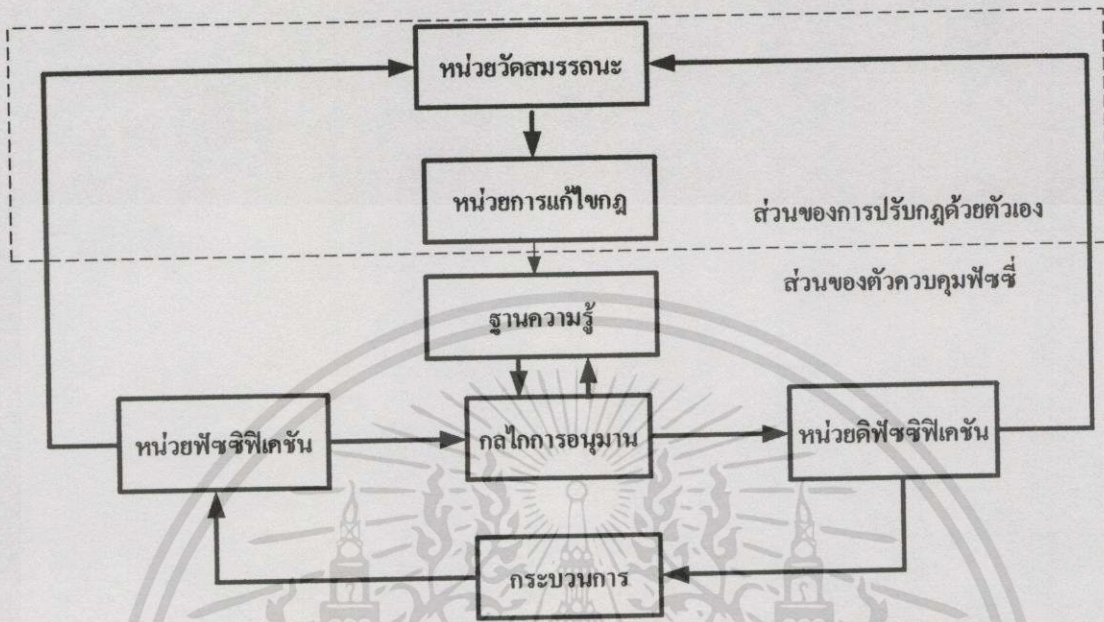 หน่วยวัดสมรรถนะ
หน่วยการแก้ไขกฎ
ส่วนของการปรับกฎด้วยตัวเอง
ส่วนของตัวควบคุมฟัซซี่
ฐานความรู้
หน่วยฟัซซิฟิเคชัน
กลไกการอนุมาน
หน่วยดิฟัซซิฟิเคชัน
กระบวนการ